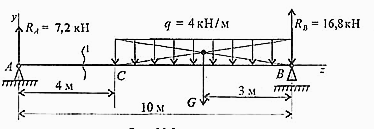 y
R_A = 7,2 кН
q = 4 кН/м
R_B = 16,8 кН
1
A
C
B
z
4 м
G
3 м
10 м